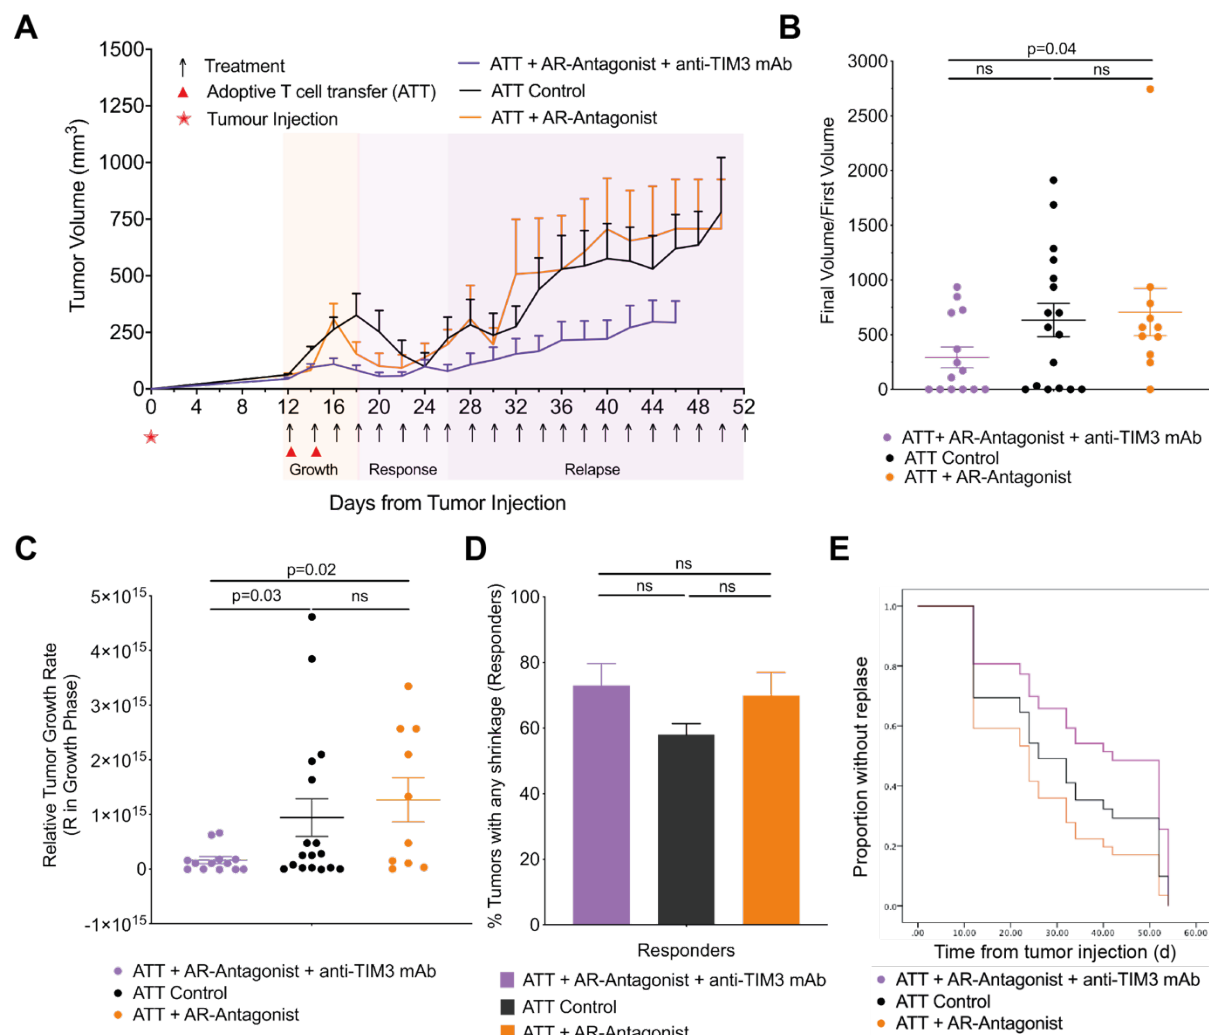 A
Tumor Volume (mm³)
1500
1250
1000
750
500
250
0
Treatment
Adoptive T cell transfer (ATT)
Tumour Injection
ATT + AR-Antagonist + anti-TIM3 mAb
ATT Control
ATT + AR-Antagonist
0 4 8 12 16 20 24 28 32 36 40 44 48 52
Growth Response Relapse
Days from Tumor Injection
B
p=0.04
ns ns
Final Volume/First Volume
3000
2500
2000
1500
1000
500
0
ATT+ AR-Antagonist + anti-TIM3 mAb
ATT Control
ATT + AR-Antagonist
C
p=0.02
p=0.03 ns
Relative Tumor Growth Rate
(R in Growth Phase)
5×10¹⁵
4×10¹⁵
3×10¹⁵
2×10¹⁵
1×10¹⁵
0
-1×10¹⁵
ATT + AR-Antagonist + anti-TIM3 mAb
ATT Control
ATT + AR-Antagonist
D
ns
ns ns
% Tumors with any shrinkage (Responders)
100
80
60
40
20
0
Responders
ATT + AR-Antagonist + anti-TIM3 mAb
ATT Control
ATT + AR-Antagonist
E
Proportion without replase
1.0
0.8
0.6
0.4
0.2
0.0
.00 10.00 20.00 30.00 40.00 50.00 60.00
Time from tumor injection (d)
ATT + AR-Antagonist + anti-TIM3 mAb
ATT Control
ATT + AR-Antagonist